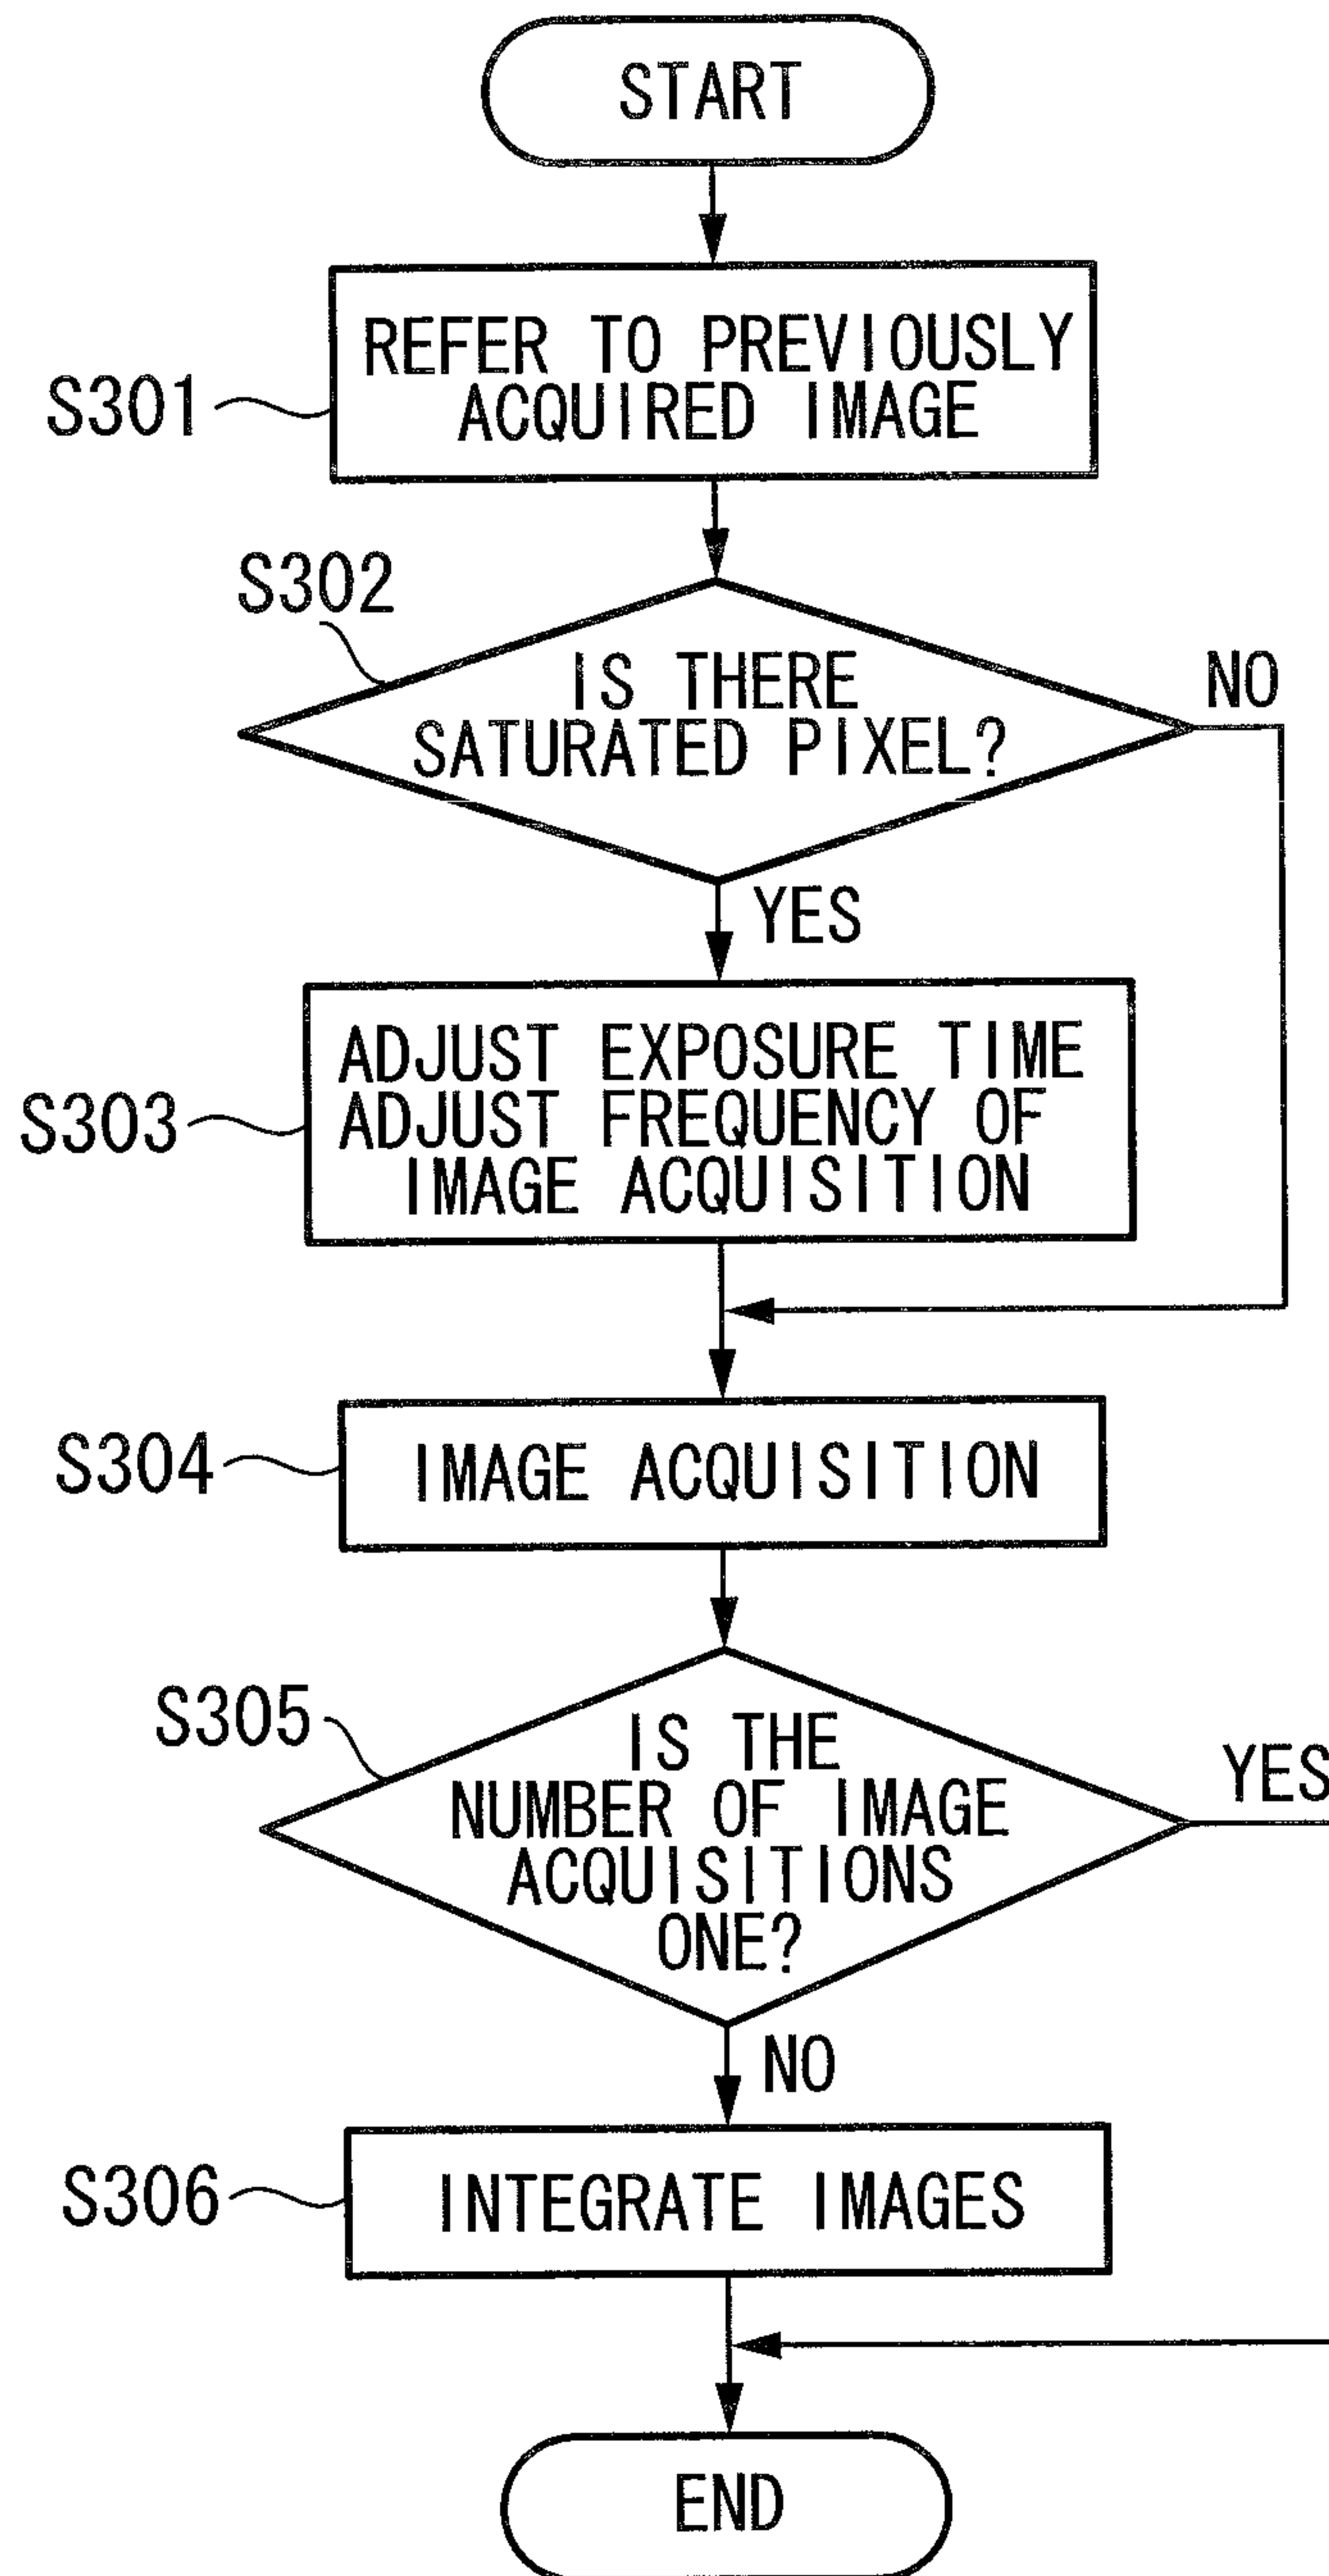 START
REFER TO PREVIOUSLY
ACQUIRED IMAGE
S301
S302
IS THERE
SATURATED PIXEL?
NO
YES
ADJUST EXPOSURE TIME
ADJUST FREQUENCY OF
IMAGE ACQUISITION
S303
S304
IMAGE ACQUISITION
S305
IS THE
NUMBER OF IMAGE
ACQUISITIONS
ONE?
YES
NO
S306
INTEGRATE IMAGES
END